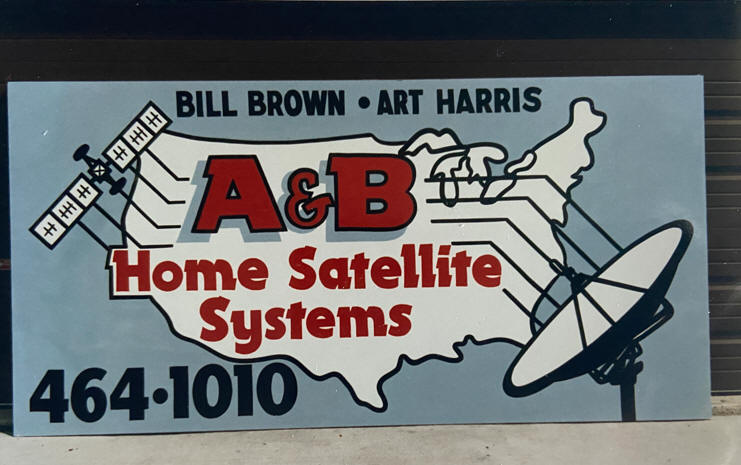 BILL BROWN • ART HARRIS
A & B
Home Satellite
Systems
464•1010